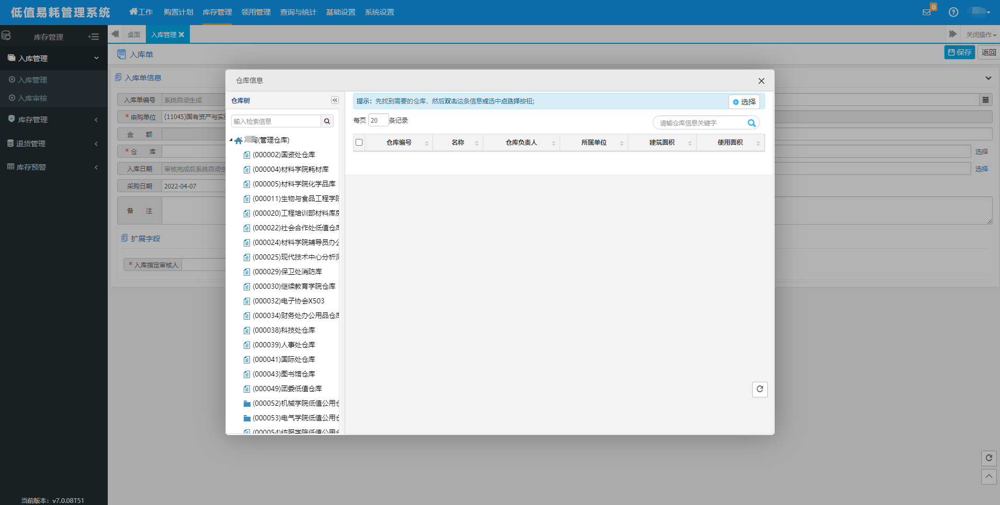 低值易耗管理系统
工作 购置计划 库存管理 领用管理 查询与统计 基础设置 系统设置
0
库存管理
桌面 入库管理
关闭操作
入库管理
入库管理
入库审核
库存管理
退货管理
库存预警
当前版本：v7.0.08T51
入库单
保存 返回
入库单信息
入库单编号 系统自动生成
* 申购单位 (11045)国有资产与实
金 额
* 仓 库
选择
入库日期 审核完成后系统自动生
选择
采购日期 2022-04-07
备 注
扩展字段
* 入库指定审核人
仓库信息
仓库树
输入检索信息
(管理仓库)
(000002)国资处仓库
(000004)材料学院耗材库
(000005)材料学院化学品库
(000011)生物与食品工程学院
(000020)工程培训部材料库房
(000022)社会合作处低值仓库
(000024)材料学院辅导员办公
(000025)现代技术中心分析测
(000029)保卫处消防库
(000030)继续教育学院仓库
(000032)电子协会X503
(000034)财务处办公用品仓库
(000038)科技处仓库
(000039)人事处仓库
(000041)国际处仓库
(000043)图书馆仓库
(000049)团委低值仓库
(000052)机械学院低值公用仓
(000053)电气学院低值公用仓
(000054)纺服学院低值公用仓
提示：先找到需要的仓库，然后双击这条信息或选中点选择按钮;
选择
每页 20 条记录
请输仓库信息关键字
仓库编号 名称 仓库负责人 所属单位 建筑面积 使用面积